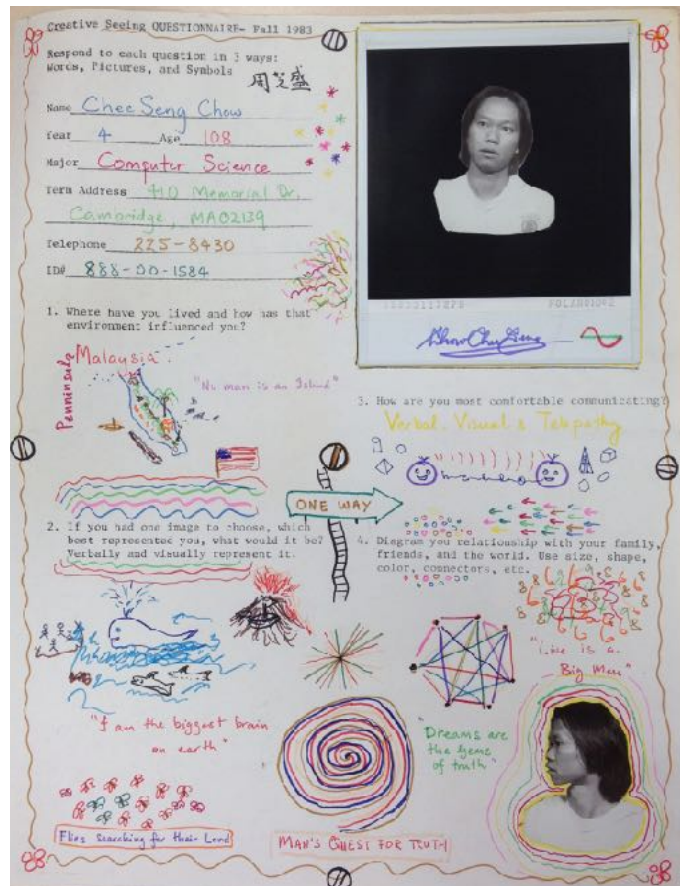 Creative Seeing QUESTIONNAIRE- Fall 1983
Respond to each question in 3 ways:
Words, Pictures, and Symbols
周芝盛
Name Chee Seng Chow
Year 4 Age 108
Major Computer Science
Term Address 410 Memorial Dr.
Cambridge, MA02139
Telephone 225-8430
ID# 888-00-1584
1. Where have you lived and how has that
environment influenced you?
Penninsula Malaysia
"No man is an Island"
3. How are you most comfortable communicating?
Verbal, Visual & Telepathy
ONE WAY
2. If you had one image to choose, which
best represented you, what would it be?
Verbally and visually represent it.
4. Diagram you relationship with your family,
friends, and the world. Use size, shape,
color, connectors, etc.
"I am the biggest brain
on earth"
"Life is a
Big Mess"
"Dreams are
the Gene
of truth"
Flies searching for their Lord
MAN'S QUEST FOR TRUTH